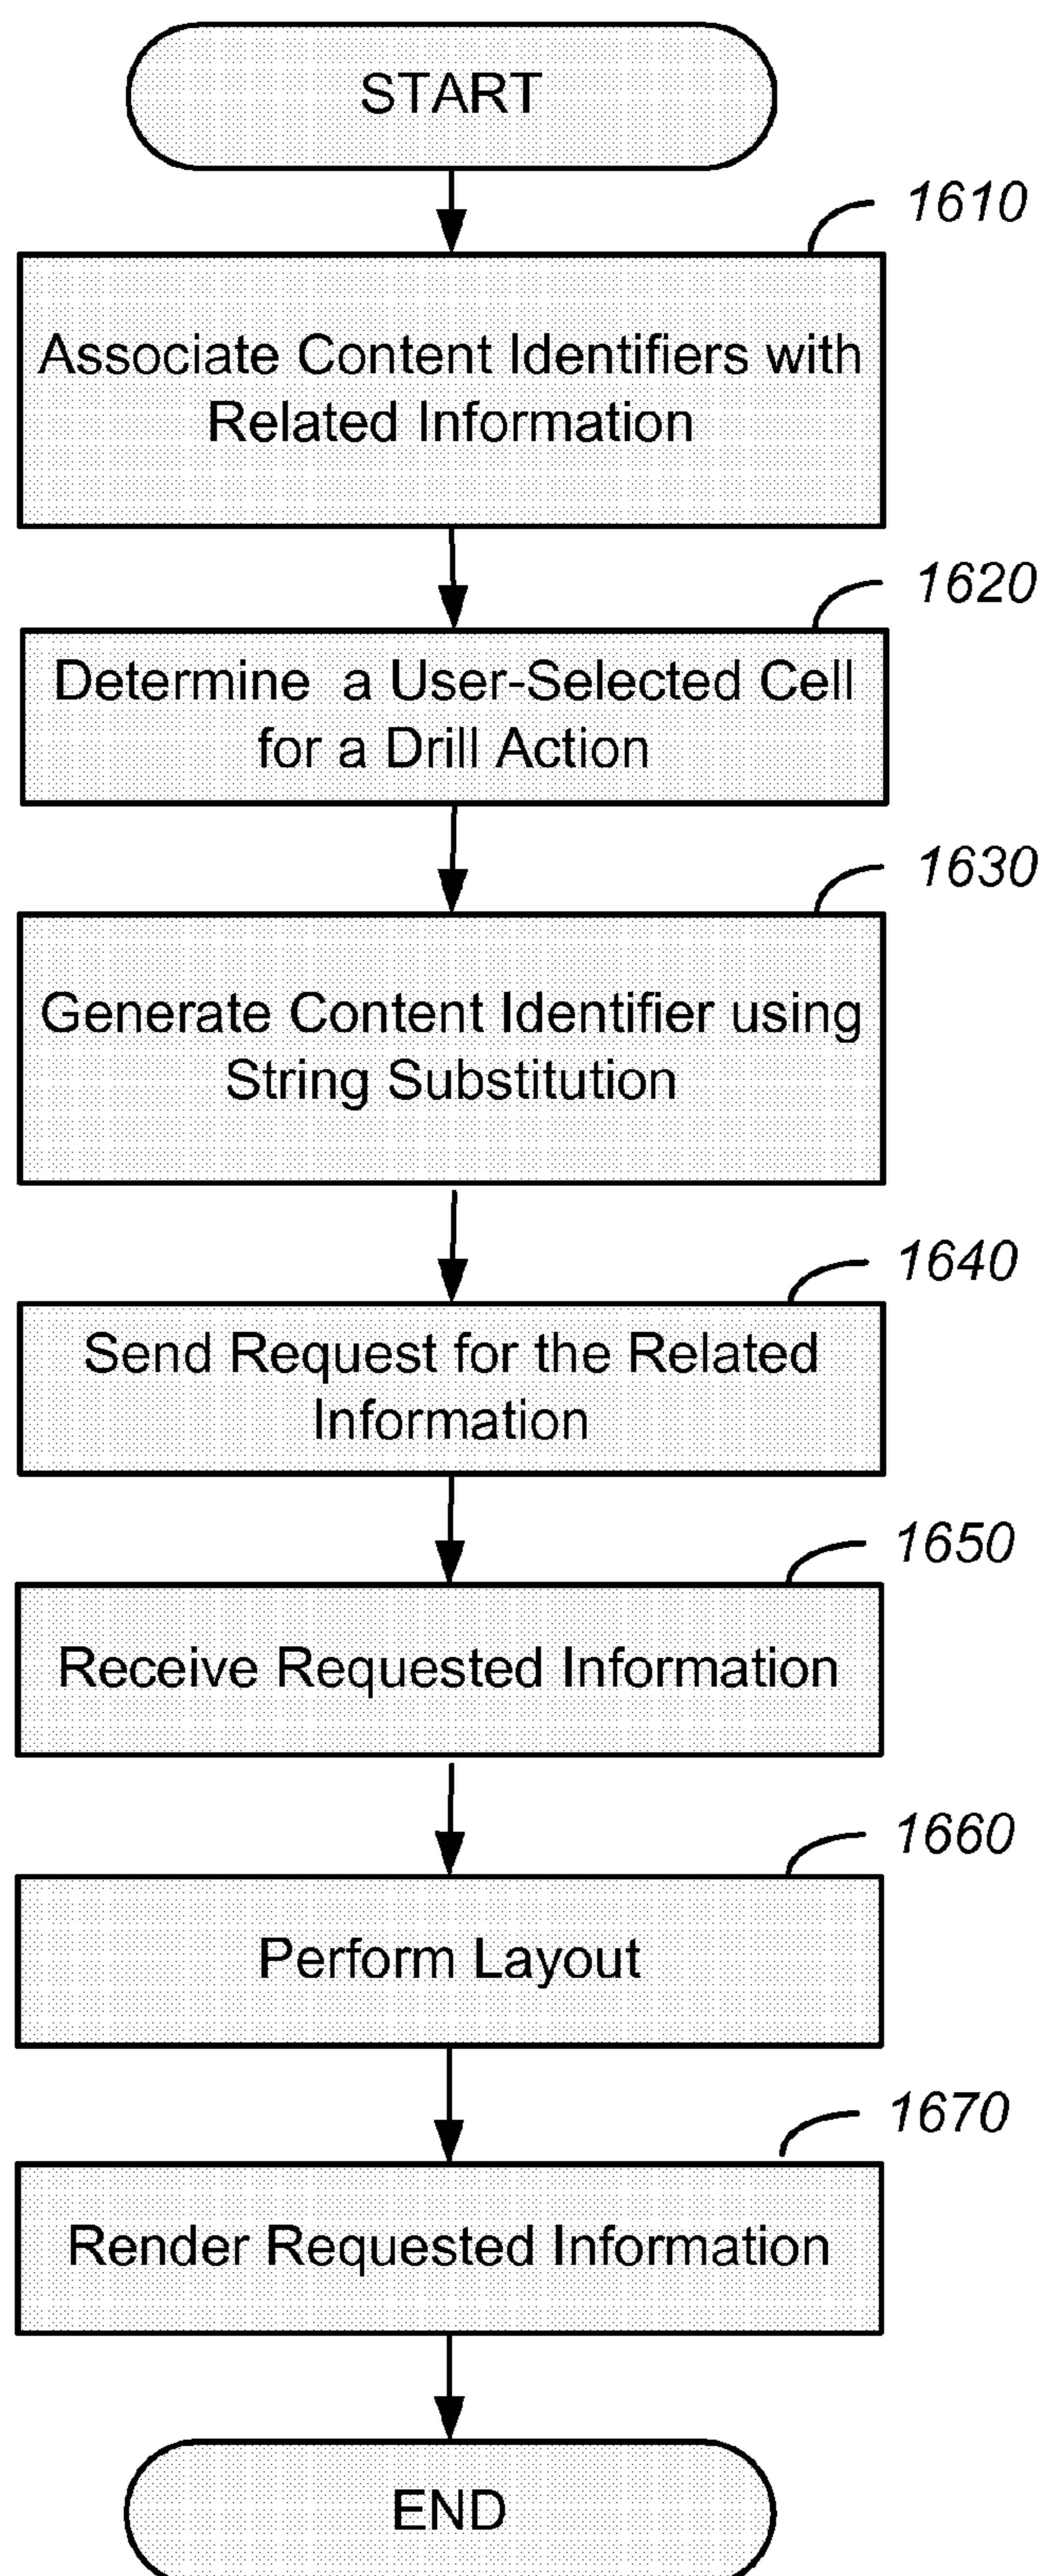 START
1610
Associate Content Identifiers with
Related Information
1620
Determine a User-Selected Cell
for a Drill Action
1630
Generate Content Identifier using
String Substitution
1640
Send Request for the Related
Information
1650
Receive Requested Information
1660
Perform Layout
1670
Render Requested Information
END